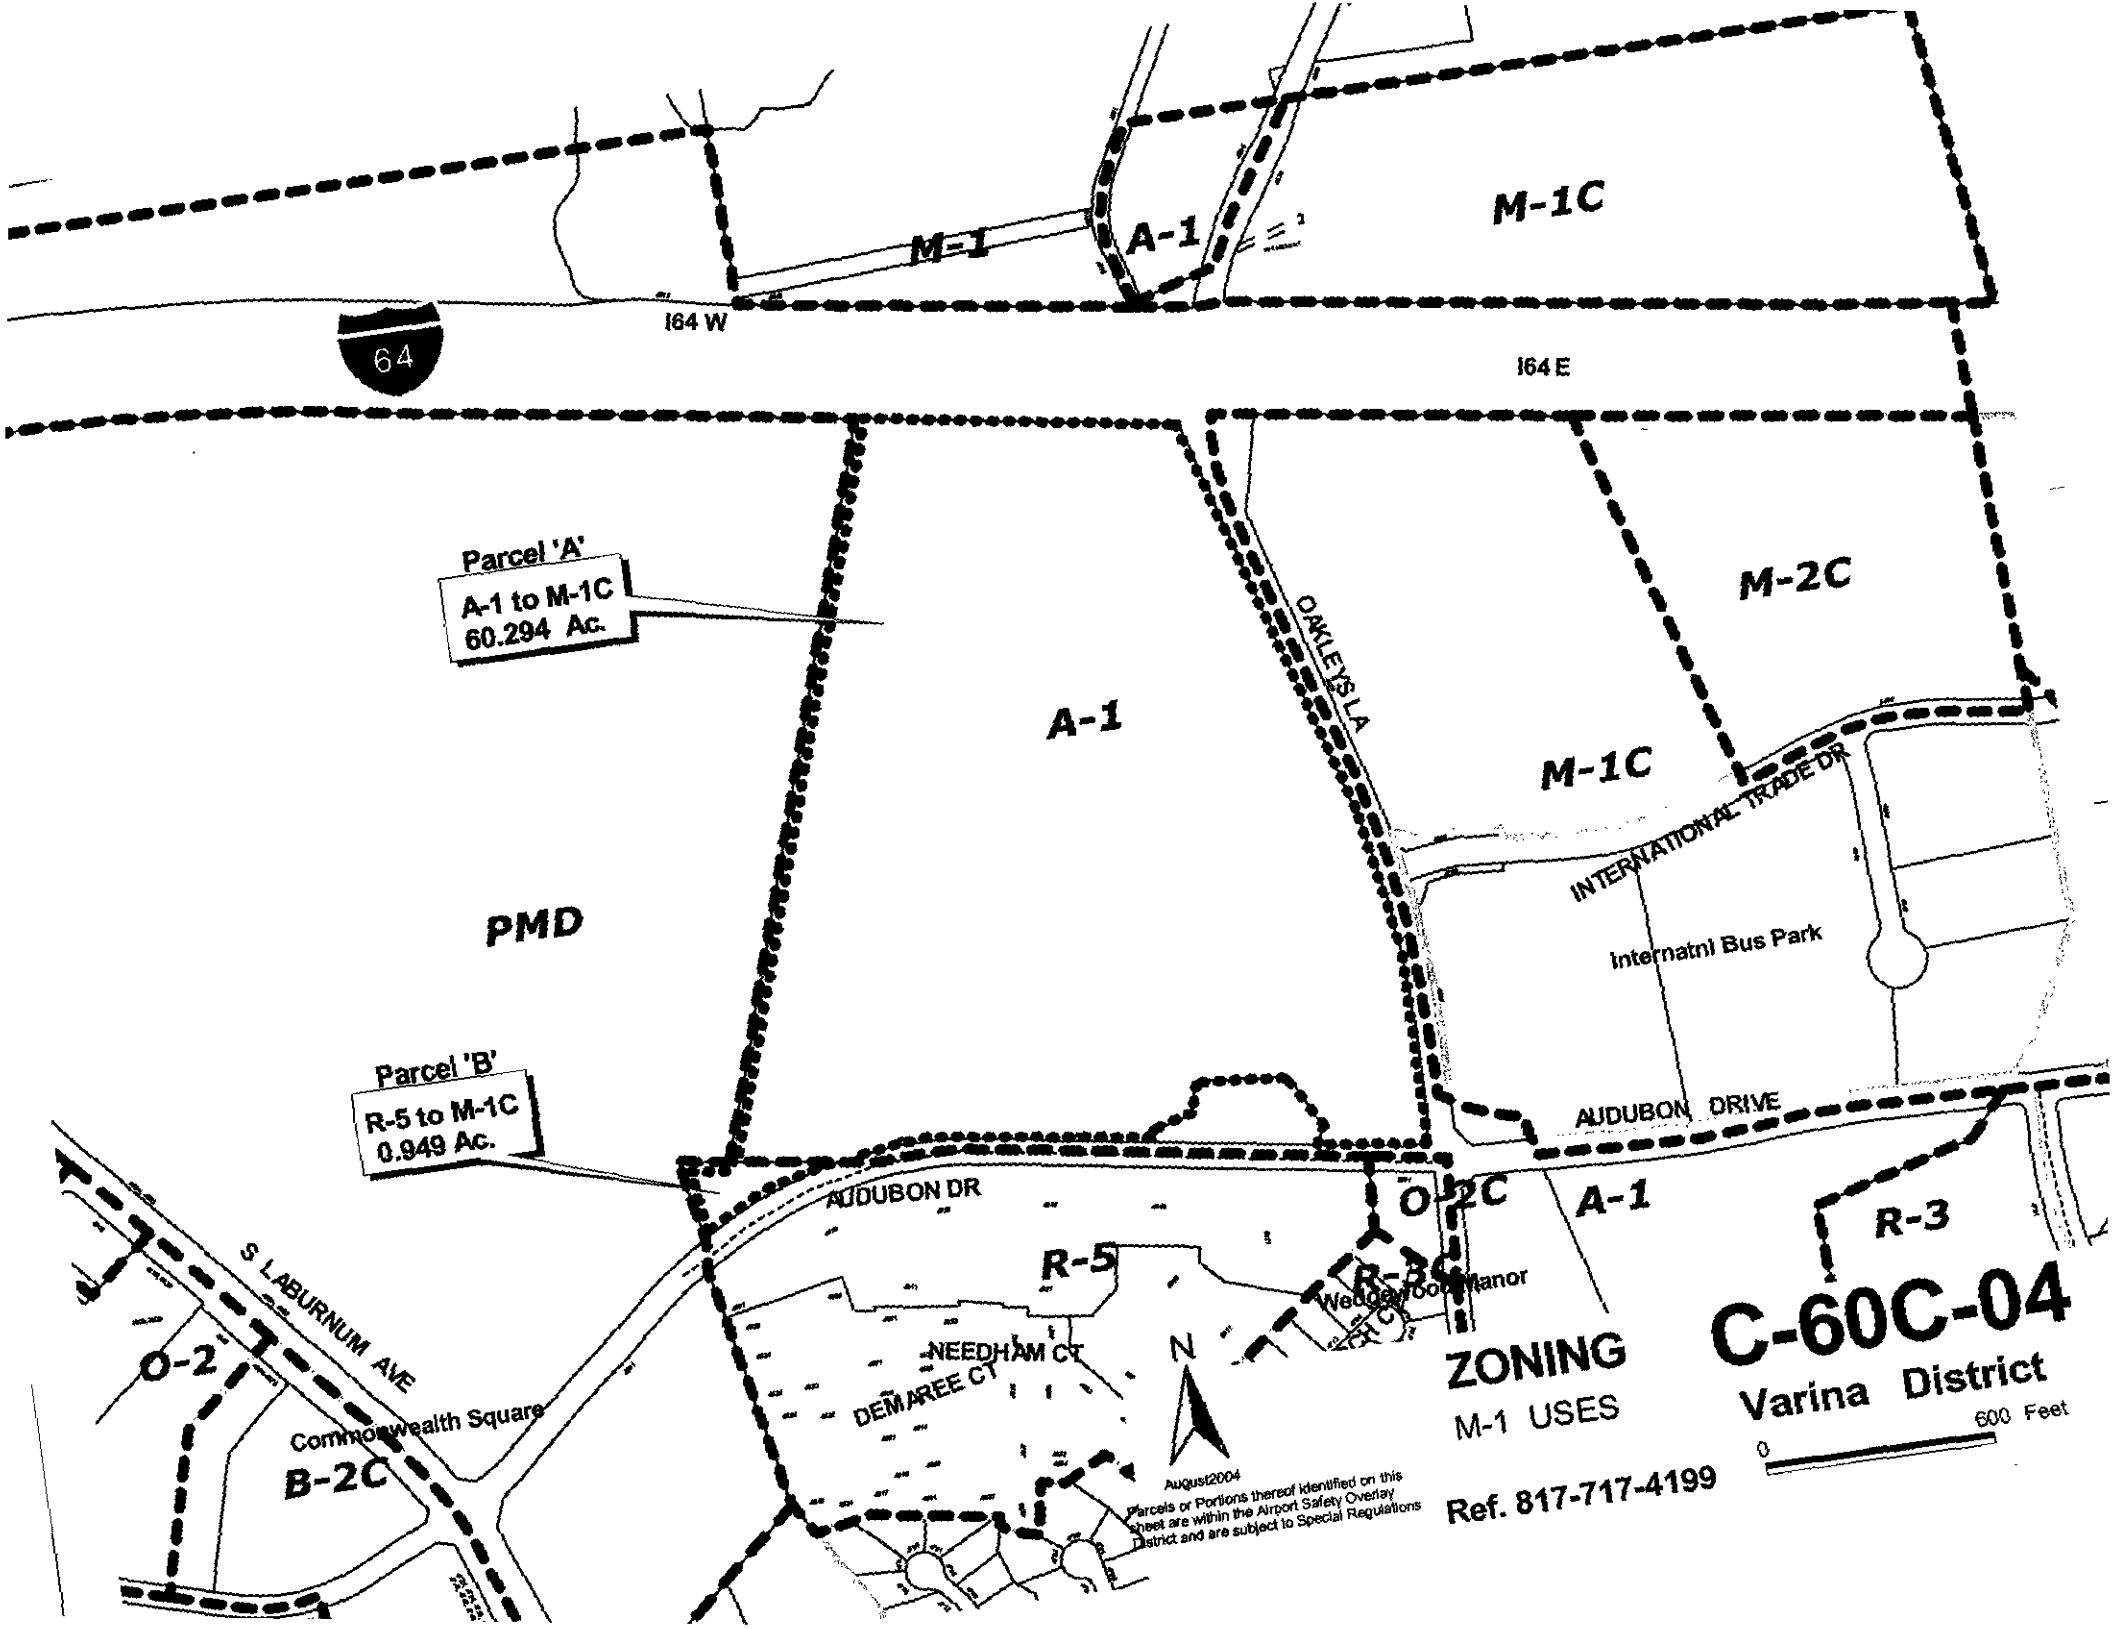 M-1C
A-1
M-1
I64 W
64
I64 E
Parcel 'A'
A-1 to M-1C
60.294 Ac.
M-2C
OAKLEYS LA
A-1
M-1C
INTERNATIONAL TRADE DR
PMD
Internatnl Bus Park
Parcel 'B'
R-5 to M-1C
0.949 Ac.
AUDUBON DRIVE
AUDUBON DR
O-2C
A-1
R-3
R-5
R-3C
Wedgewood Manor
S LABURNUM AVE
O-2
NEEDHAM CT
DEMAREE CT
Commonwealth Square
B-2C
N
August2004
Parcels or Portions thereof identified on this
sheet are within the Airport Safety Overlay
District and are subject to Special Regulations
ZONING
M-1 USES
Ref. 817-717-4199
C-60C-04
Varina District
0 600 Feet